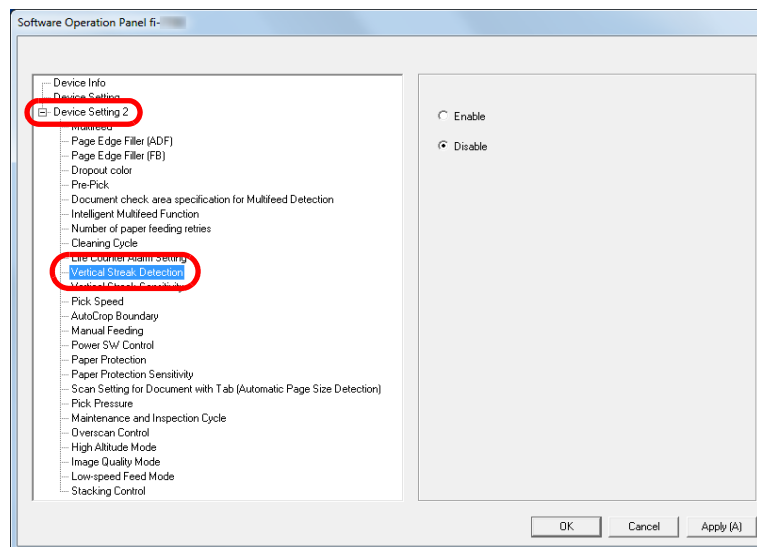 Software Operation Panel fi-
Device Info
Device Setting
Device Setting 2
Multifeed
Page Edge Filler (ADF)
Page Edge Filler (FB)
Dropout color
Pre-Pick
Document check area specification for Multifeed Detection
Intelligent Multifeed Function
Number of paper feeding retries
Cleaning Cycle
Life Counter Alarm Setting
Vertical Streak Detection
Vertical Streak Sensitivity
Pick Speed
AutoCrop Boundary
Manual Feeding
Power SW Control
Paper Protection
Paper Protection Sensitivity
Scan Setting for Document with Tab (Automatic Page Size Detection)
Pick Pressure
Maintenance and Inspection Cycle
Overscan Control
High Altitude Mode
Image Quality Mode
Low-speed Feed Mode
Stacking Control
Enable
Disable
OK
Cancel
Apply (A)